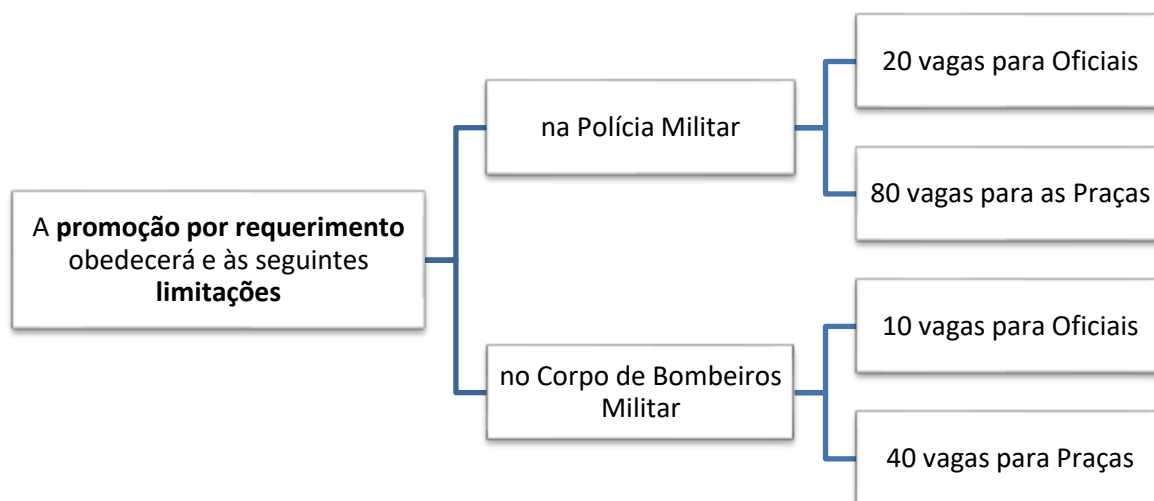 A promoção por requerimento
obedecerá e às seguintes
limitações
na Polícia Militar
20 vagas para Oficiais
80 vagas para as Praças
no Corpo de Bombeiros
Militar
10 vagas para Oficiais
40 vagas para Praças